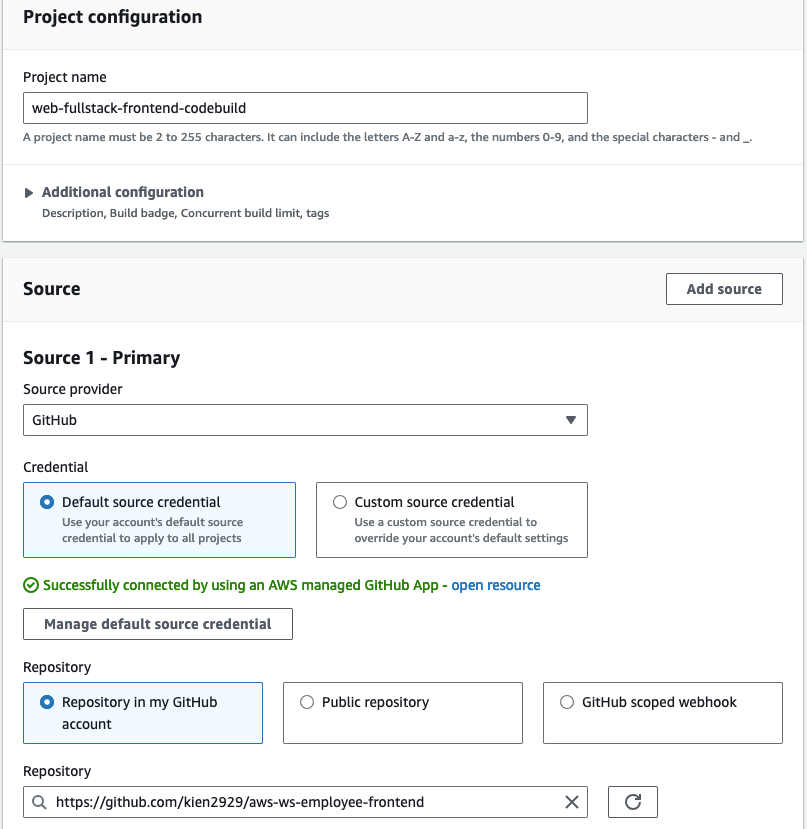 Project configuration
Project name
web-fullstack-frontend-codebuild
A project name must be 2 to 255 characters. It can include the letters A-Z and a-z, the numbers 0-9, and the special characters - and _.
Additional configuration
Description, Build badge, Concurrent build limit, tags
Source
Add source
Source 1 - Primary
Source provider
GitHub
Credential
Default source credential
Use your account's default source
credential to apply to all projects
Custom source credential
Use a custom source credential to
override your account's default settings
Successfully connected by using an AWS managed GitHub App - open resource
Manage default source credential
Repository
Repository in my GitHub
account
Public repository
GitHub scoped webhook
Repository
https://github.com/kien2929/aws-ws-employee-frontend